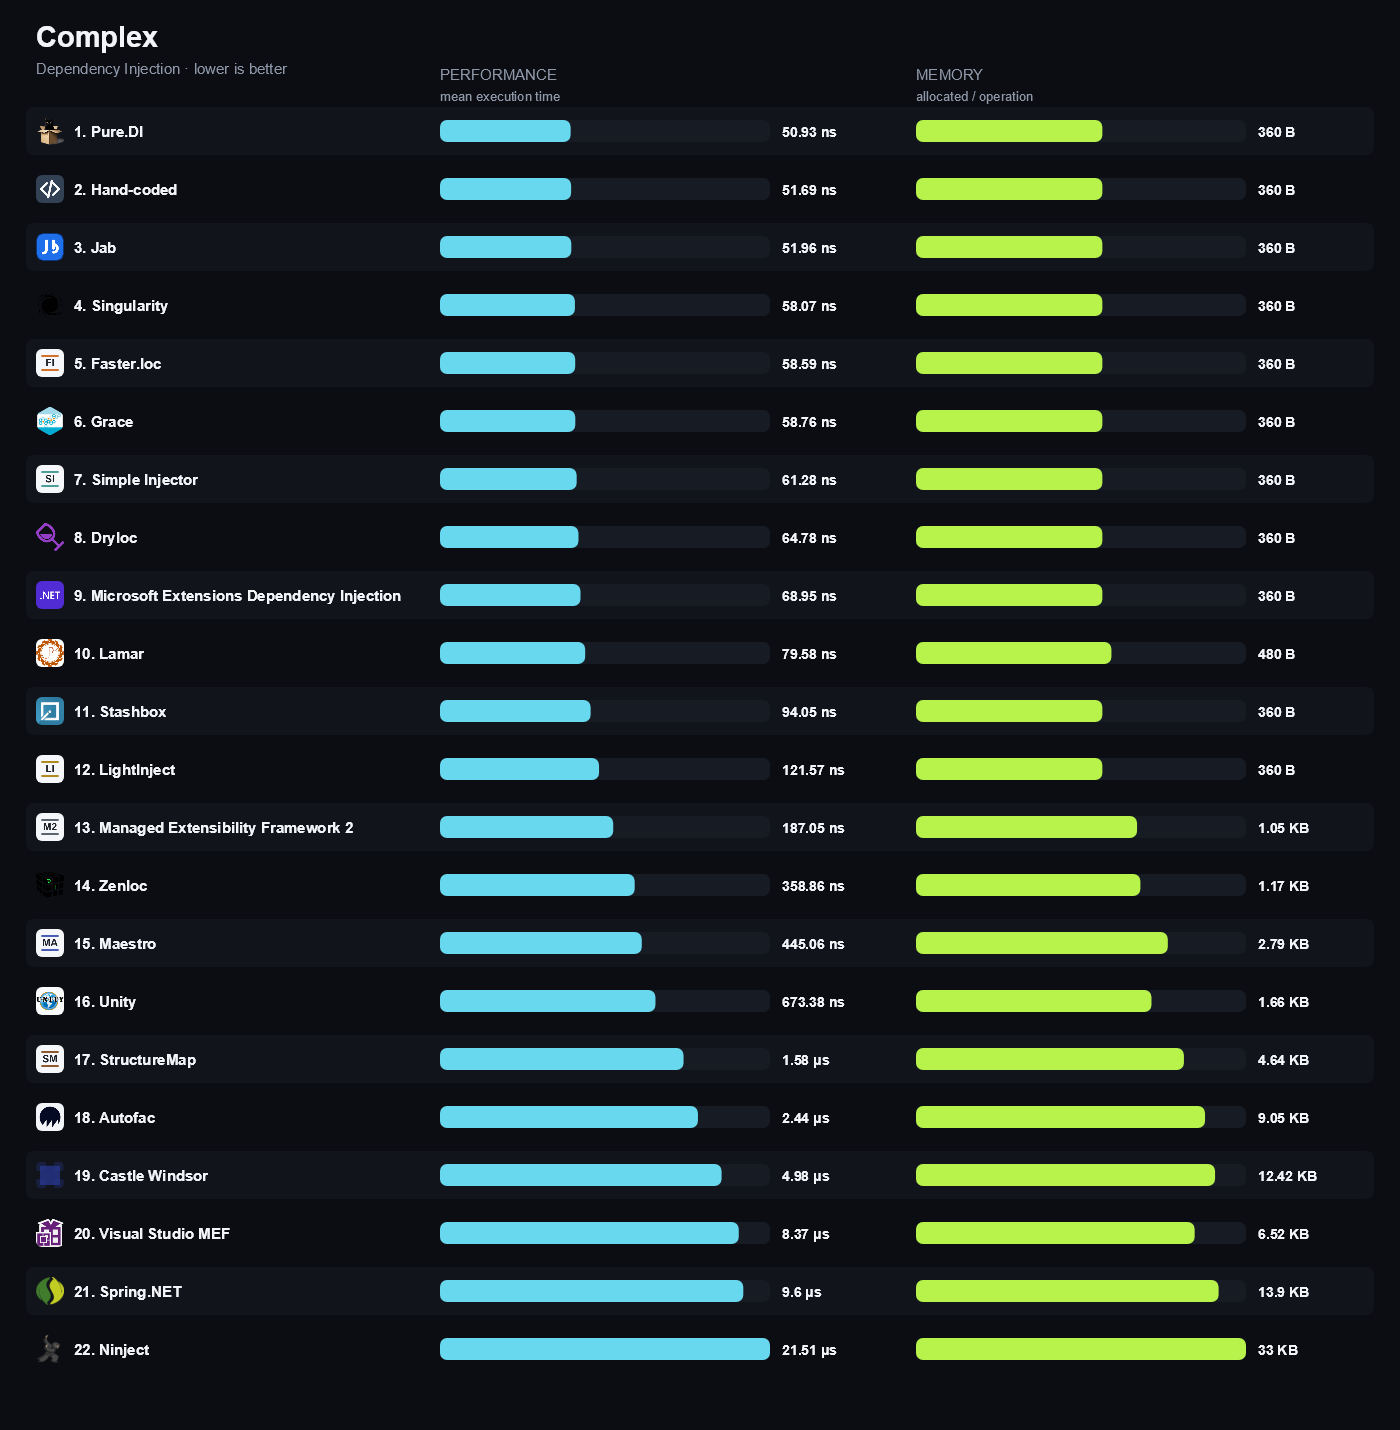 Complex
Dependency Injection · lower is better
PERFORMANCE
mean execution time
MEMORY
allocated / operation
1. Pure.DI 50.93 ns 360 B
2. Hand-coded 51.69 ns 360 B
Jb 3. Jab 51.96 ns 360 B
4. Singularity 58.07 ns 360 B
FI 5. Faster.Ioc 58.59 ns 360 B
6. Grace 58.76 ns 360 B
SI 7. Simple Injector 61.28 ns 360 B
8. DryIoc 64.78 ns 360 B
.NET 9. Microsoft Extensions Dependency Injection 68.95 ns 360 B
10. Lamar 79.58 ns 480 B
11. Stashbox 94.05 ns 360 B
LI 12. LightInject 121.57 ns 360 B
M2 13. Managed Extensibility Framework 2 187.05 ns 1.05 KB
14. ZenIoc 358.86 ns 1.17 KB
MA 15. Maestro 445.06 ns 2.79 KB
UNITY 16. Unity 673.38 ns 1.66 KB
SM 17. StructureMap 1.58 µs 4.64 KB
18. Autofac 2.44 µs 9.05 KB
19. Castle Windsor 4.98 µs 12.42 KB
20. Visual Studio MEF 8.37 µs 6.52 KB
21. Spring.NET 9.6 µs 13.9 KB
22. Ninject 21.51 µs 33 KB